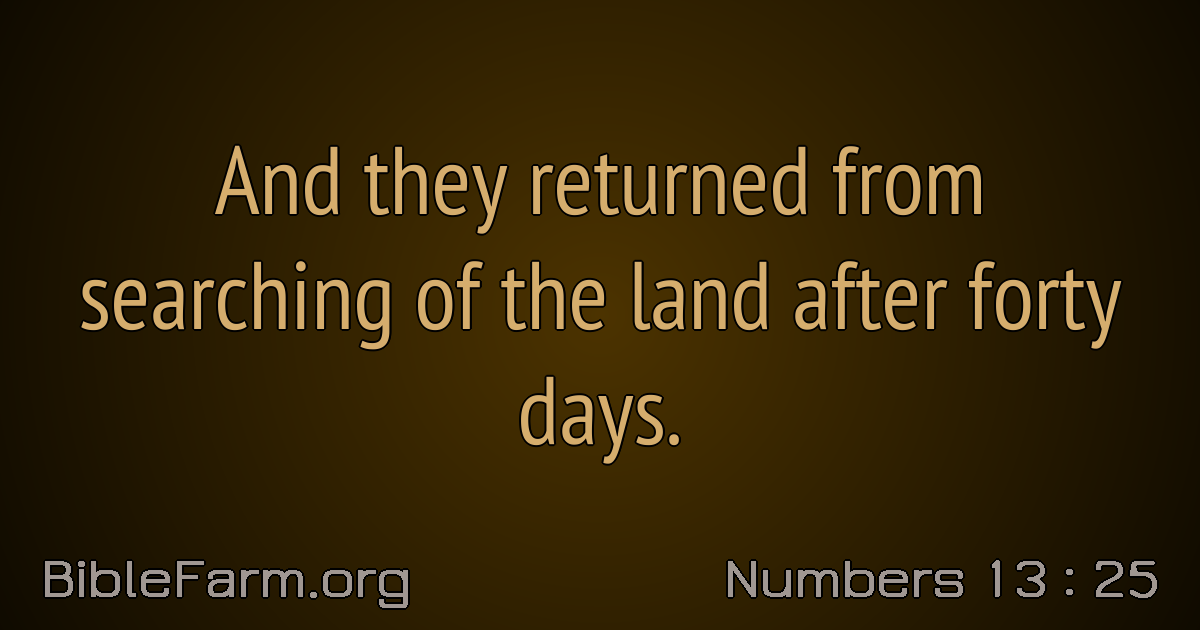 And they returned from
searching of the land after forty
days.
BibleFarm.org
Numbers 13 : 25